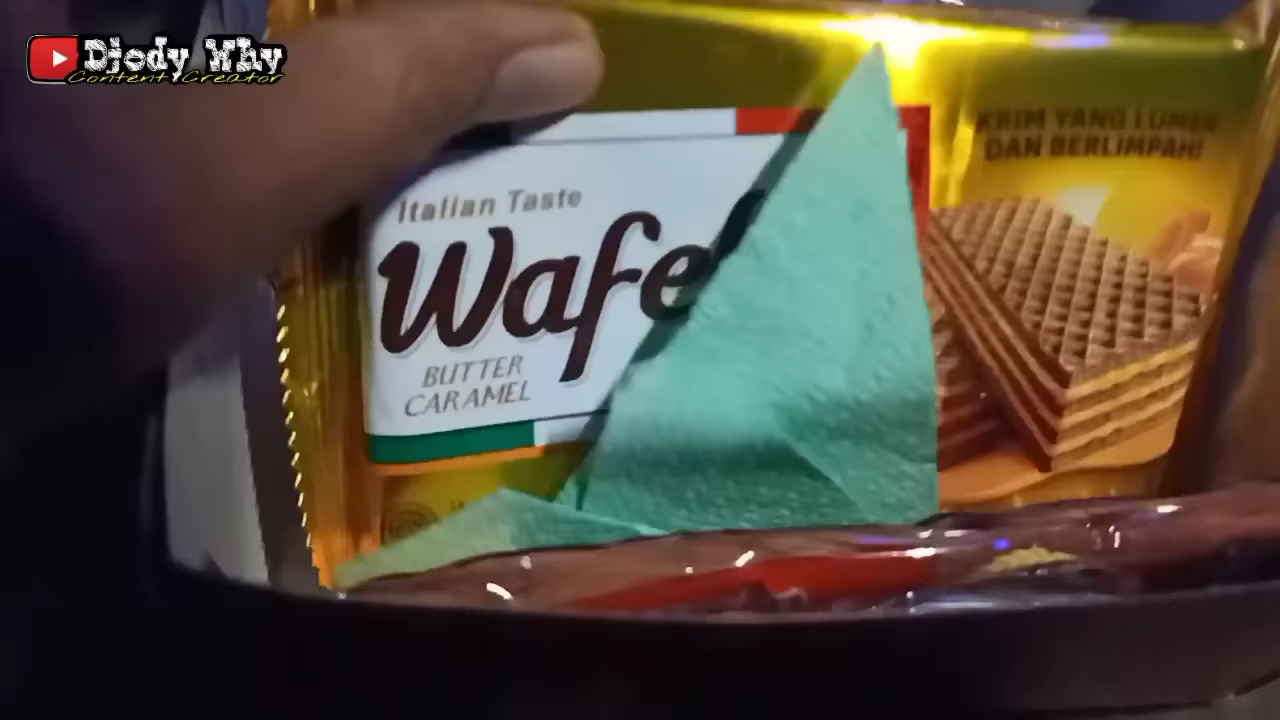 Djody Why
Content Creator
KRIM YANG LUMER
DAN BERLIMPAH!
Italian Taste
Wafe
BUTTER
CARAMEL